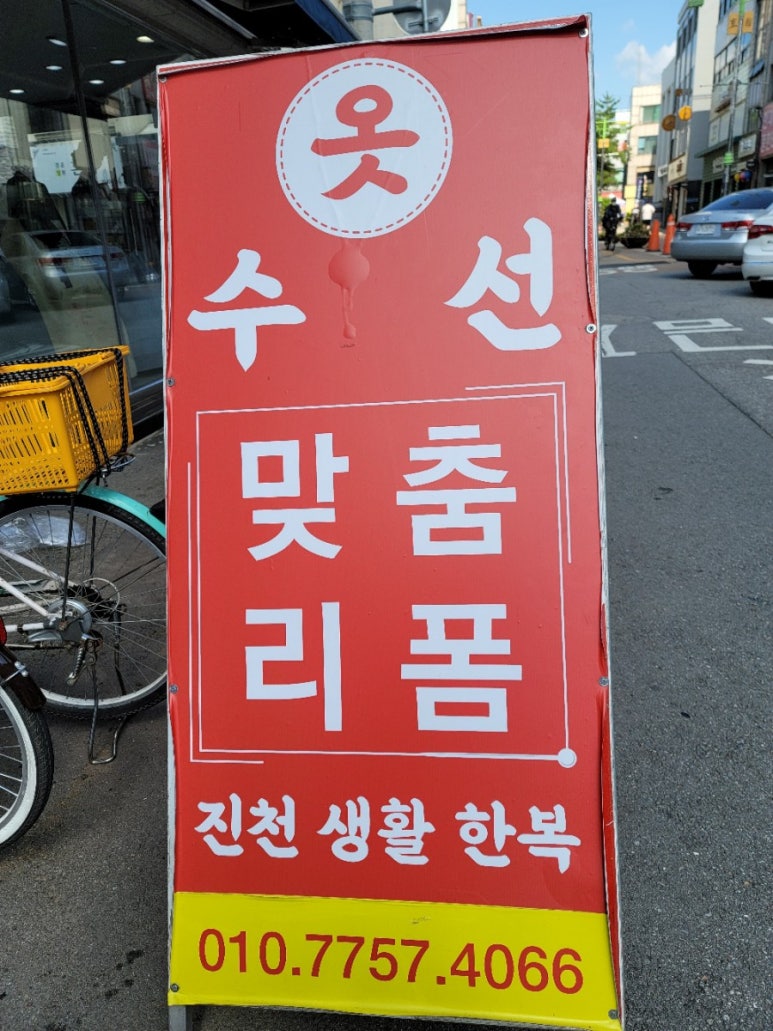 옷
수 선
맞춤
리폼
진천 생활 한복
010.7757.4066